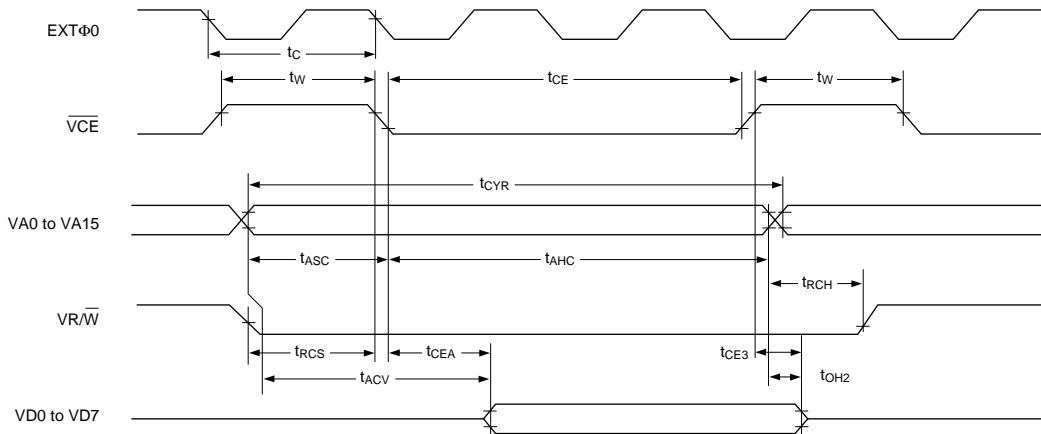 EXTΦ0
tC
tW
tCE
tW
V̅C̅E̅
tCYR
VA0 to VA15
tASC
tAHC
tRCH
VR/W̅
tRCS
tCEA
tCE3
tACV
tOH2
VD0 to VD7